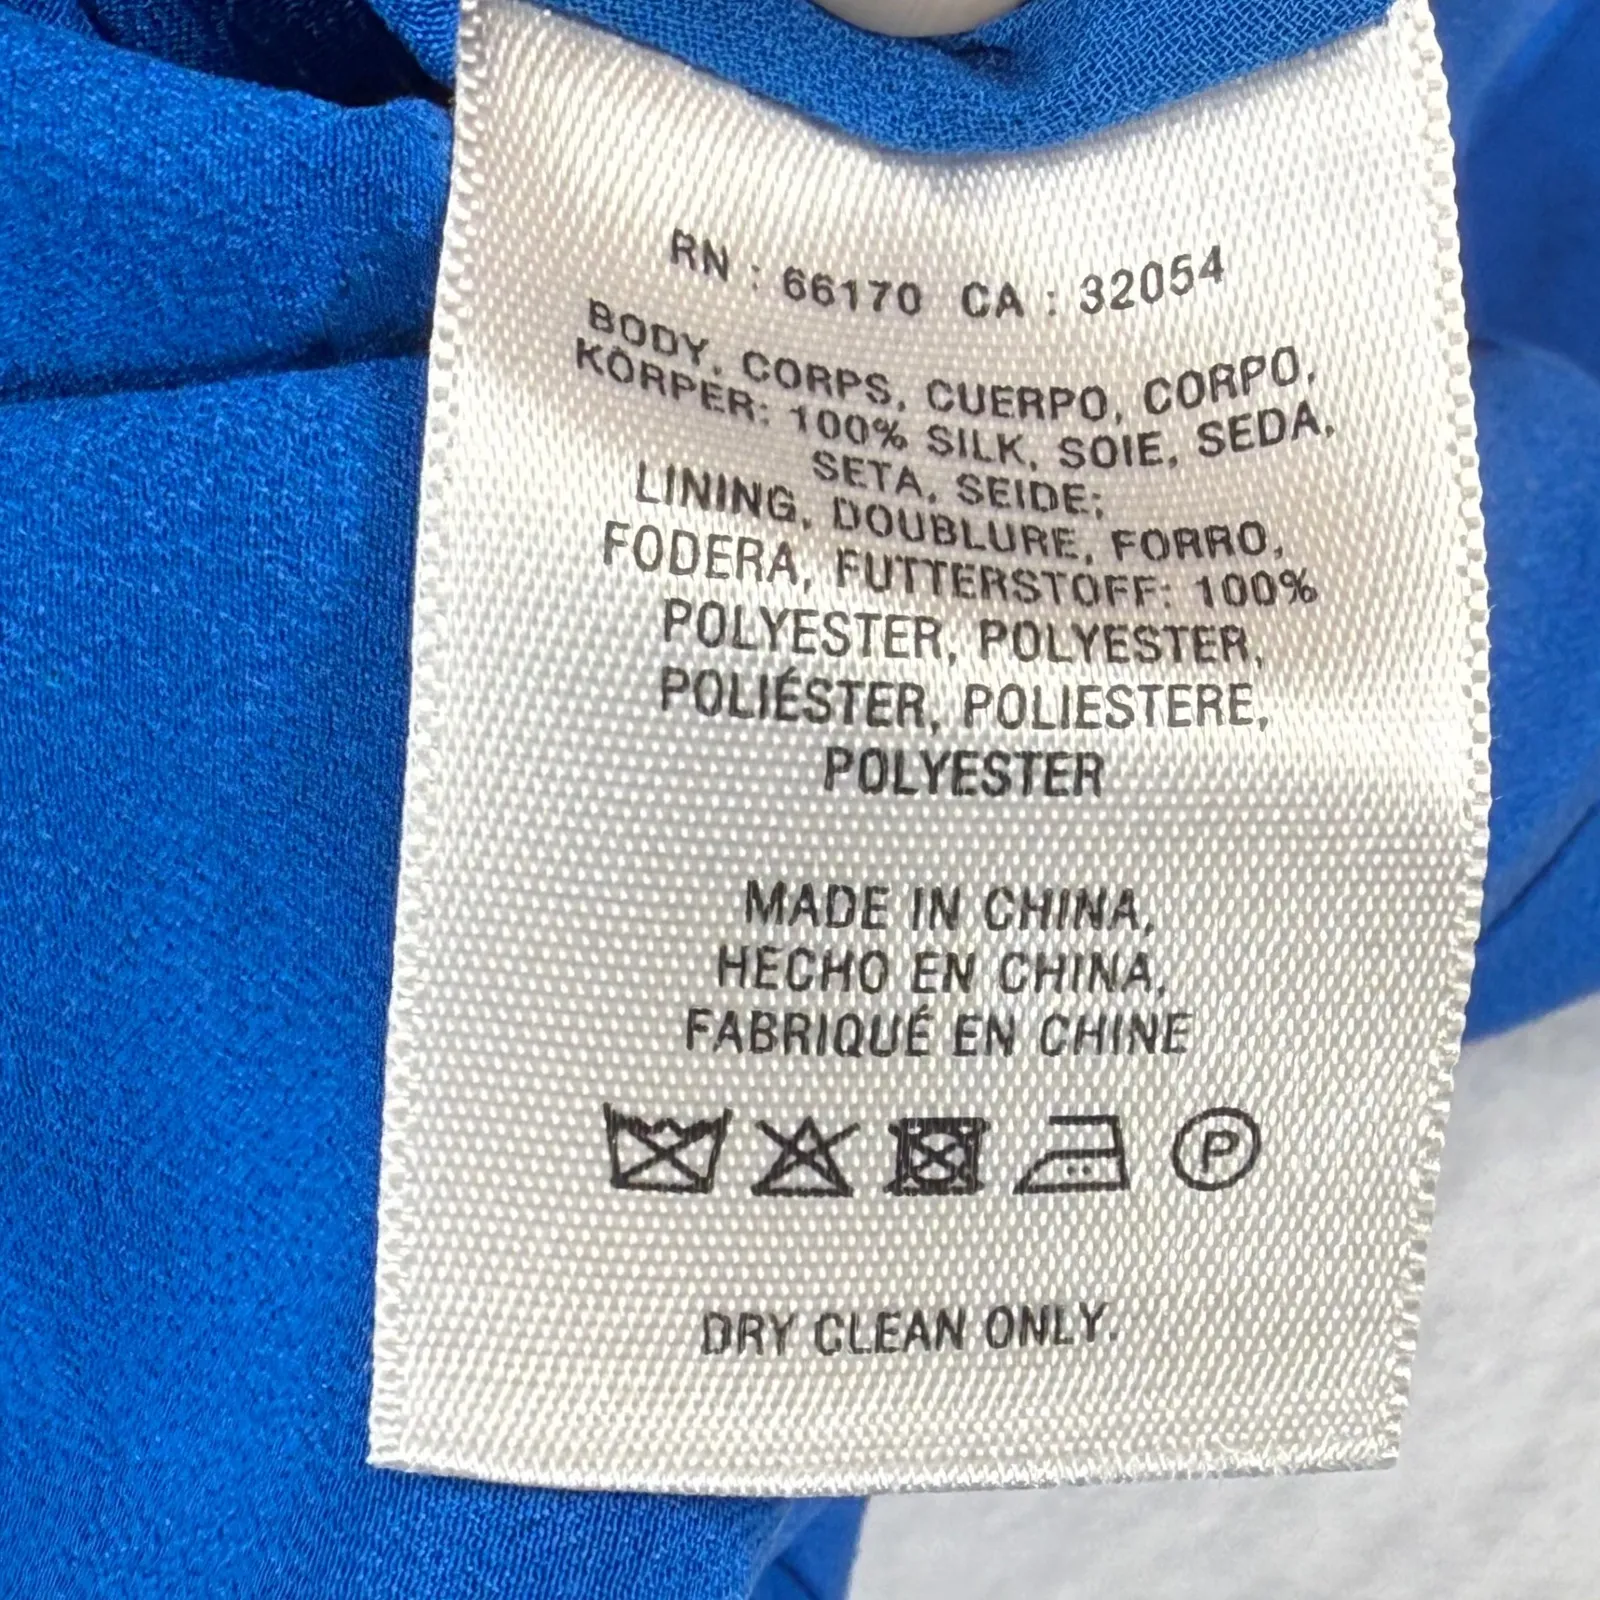 RN : 66170 CA : 32054
BODY, CORPS, CUERPO, CORPO,
KÖRPER: 100% SILK, SOIE, SEDA,
SETA, SEIDE;
LINING, DOUBLURE, FORRO,
FODERA, FUTTERSTOFF: 100%
POLYESTER, POLYESTER,
POLIÉSTER, POLIESTERE,
POLYESTER
MADE IN CHINA,
HECHO EN CHINA,
FABRIQUÉ EN CHINE
P
DRY CLEAN ONLY.